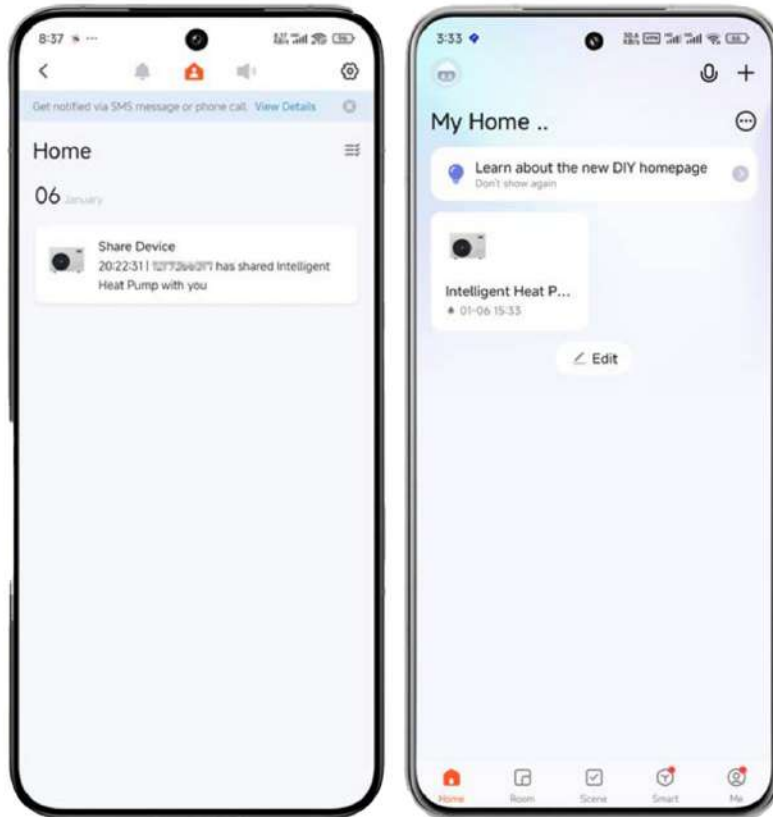 8:37
Get notified via SMS message or phone call. View Details
Home
06 January
Share Device
20:22:31 | has shared Intelligent
Heat Pump with you
3:33
My Home ..
Learn about the new DIY homepage
Don't show again
Intelligent Heat P...
01-06 15:33
Edit
Home
Room
Scene
Smart
Me